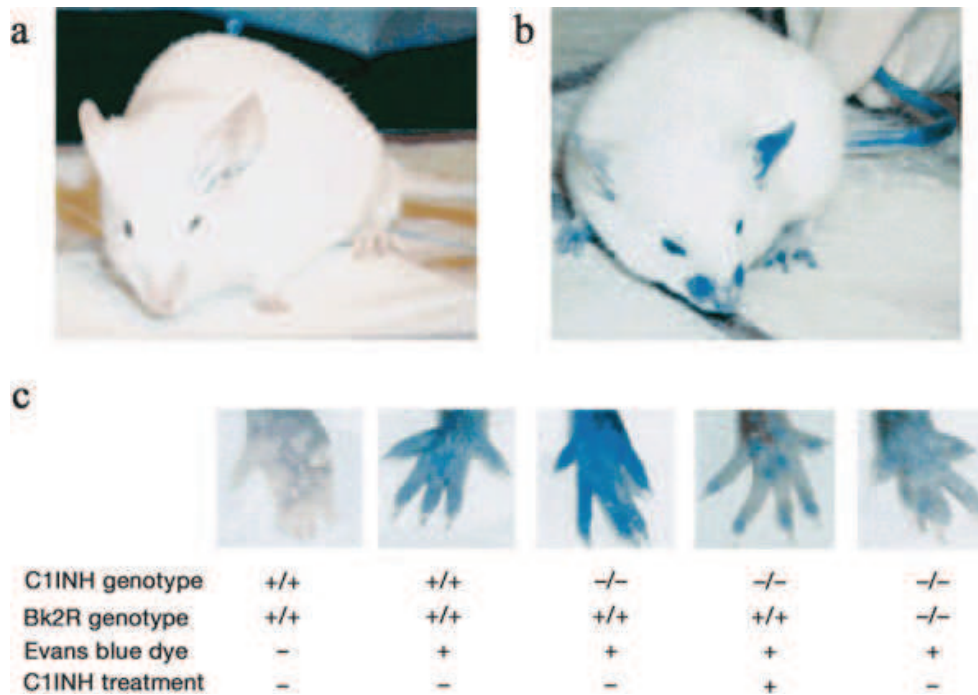 a b
c
C1INH genotype +/+ +/+ –/– –/– –/–
Bk2R genotype +/+ +/+ +/+ +/+ –/–
Evans blue dye – + + + +
C1INH treatment – – – + –